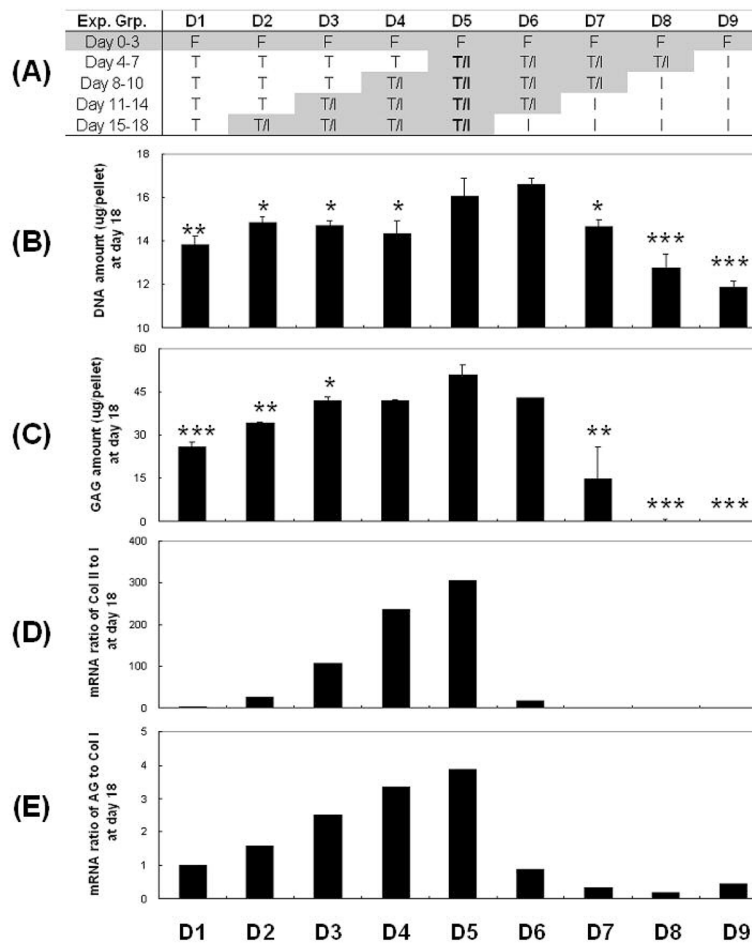 Exp. Grp. D1 D2 D3 D4 D5 D6 D7 D8 D9
Day 0-3 F F F F F F F F F
(A)
Day 4-7 T T T T T/I T/I T/I T/I I
Day 8-10 T T T T/I T/I T/I T/I I I
Day 11-14 T T T/I T/I T/I T/I I I I
Day 15-18 T T/I T/I T/I T/I I I I I
(B)
DNA amount (ug/pellet)
at day 18
18
16
14
12
10
** * * * * *** ***
(C)
GAG amount (ug/pellet)
at day 18
60
45
30
15
0
*** ** * ** *** ***
(D)
mRNA ratio of Col II to I
at day 18
400
300
200
100
0
(E)
mRNA ratio of AG to Col I
at day 18
5
4
3
2
1
0
D1 D2 D3 D4 D5 D6 D7 D8 D9